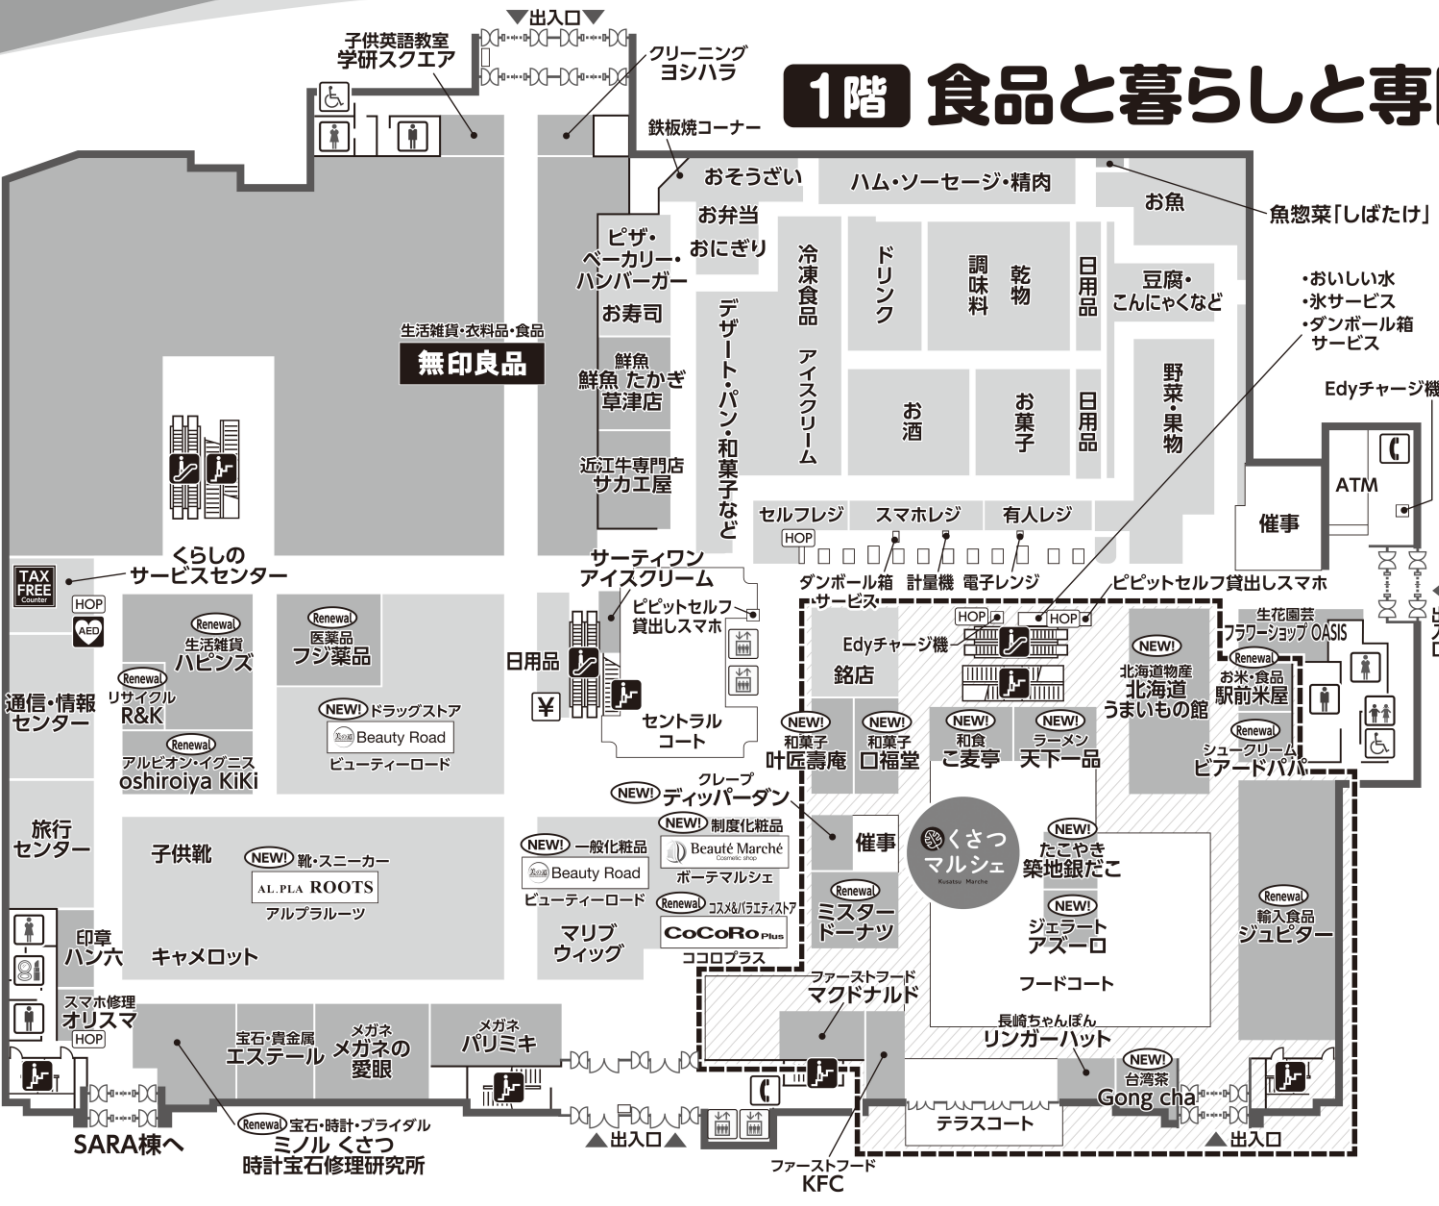 ▼出入口▼
子供英語教室
学研スクエア
クリーニング
ヨシハラ
1階
食品と暮らしと専
鉄板焼コーナー
おそうざい
ハム・ソーセージ・精肉
お魚
魚惣菜「しばたけ」
お弁当
おにぎり
ピザ・
ベーカリー・
ハンバーガー
お寿司
冷凍食品
アイスクリーム
ドリンク
調味料
乾物
日用品
豆腐・
こんにゃくなど
・おいしい水
・氷サービス
・ダンボール箱
サービス
生活雑貨・衣料品・食品
無印良品
鮮魚
鮮魚 たかぎ
草津店
近江牛専門店
サカエ屋
デザート・パン・和菓子など
お酒
お菓子
日用品
野菜・果物
Edyチャージ機
ATM
催事
セルフレジ
HOP
スマホレジ
有人レジ
ダンボール箱
サービス
計量機
電子レンジ
ピピットセルフ貸出しスマホ
くらしの
サービスセンター
TAX
FREE
Counter
HOP
AED
サーティワン
アイスクリーム
ピピットセルフ
貸出しスマホ
日用品
¥
セントラル
コート
Renewal
生活雑貨
ハピンズ
Renewal
医薬品
フジ薬品
Renewal
リサイクル
R&K
通信・情報
センター
NEW! ドラッグストア
Beauty Road
ビューティーロード
Renewal
アルビオン・イグニス
oshiroiya KiKi
HOP
HOP
Edyチャージ機
銘店
NEW!
北海道物産
北海道
うまいもの館
生花園芸
フラワーショップ OASIS
Renewal
お米・食品
駅前米屋
Renewal
シュークリーム
ビアードパパ
NEW!
和菓子
叶匠壽庵
NEW!
和菓子
口福堂
NEW!
和食
こ麦亭
NEW!
ラーメン
天下一品
クレープ
NEW! ディッパーダン
旅行
センター
子供靴
NEW! 靴・スニーカー
AL.PLA ROOTS
アルプラルーツ
キャメロット
NEW! 一般化粧品
Beauty Road
ビューティーロード
NEW! 制度化粧品
Beauté Marché
Cosmetic shop
ボーテマルシェ
Renewal コスメ&バラエティストア
CoCoRo Plus
ココロプラス
マリブ
ウィッグ
催事
くさつ
マルシェ
Kusatsu Marche
NEW!
たこやき
築地銀だこ
NEW!
ジェラート
アズーロ
フードコート
Renewal
ミスター
ドーナツ
Renewal
輸入食品
ジュピター
印章
ハン六
スマホ修理
オリスマ
HOP
宝石・貴金属
エステール
メガネ
メガネの
愛眼
メガネ
パリミキ
ファーストフード
マクドナルド
長崎ちゃんぽん
リンガーハット
NEW!
台湾茶
Gong cha
テラスコート
SARA棟へ
Renewal 宝石・時計・ブライダル
ミノル くさつ
時計宝石修理研究所
▲出入口▲
ファーストフード
KFC
▲出入口
出入口